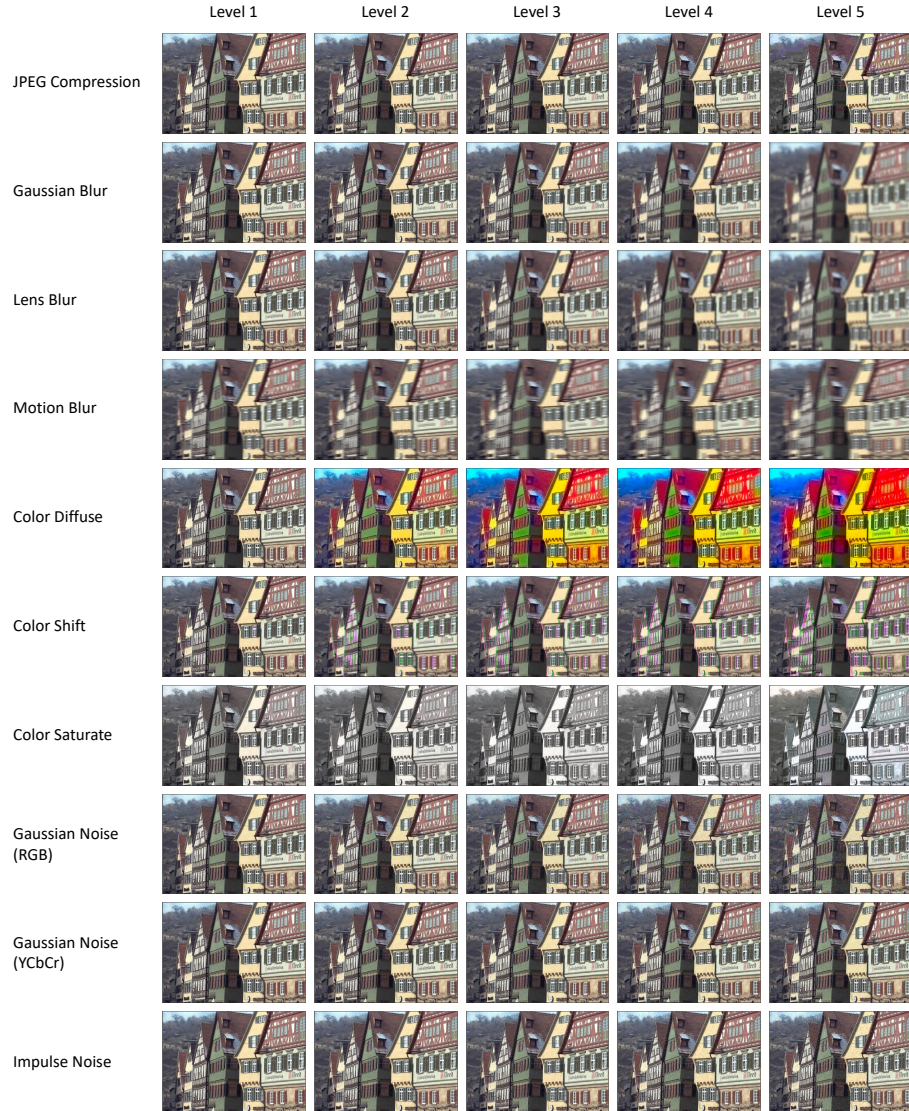 Level 1 Level 2 Level 3 Level 4 Level 5
JPEG Compression
Gaussian Blur
Lens Blur
Motion Blur
Color Diffuse
Color Shift
Color Saturate
Gaussian Noise
(RGB)
Gaussian Noise
(YCbCr)
Impulse Noise